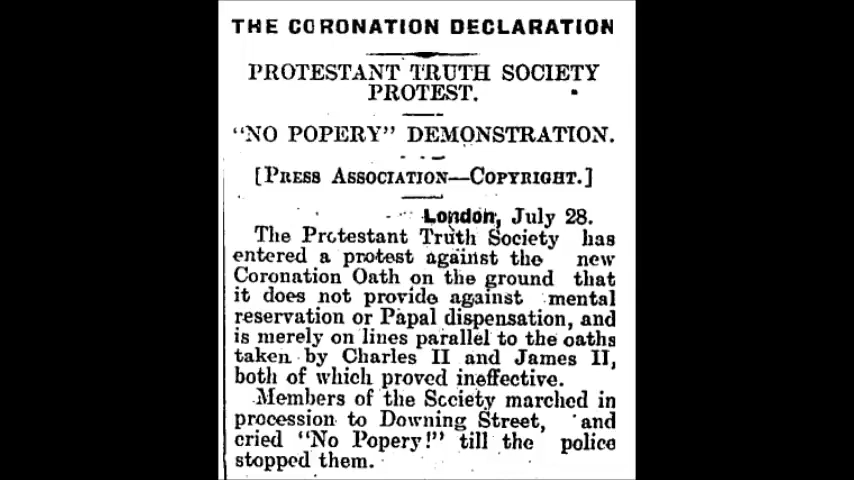 THE CORONATION DECLARATION
PROTESTANT TRUTH SOCIETY
PROTEST.
"NO POPERY" DEMONSTRATION.
[PRESS ASSOCIATION—COPYRIGHT.]
London, July 28.
The Protestant Truth Society has
entered a protest against the new
Coronation Oath on the ground that
it does not provide against mental
reservation or Papal dispensation, and
is merely on lines parallel to the oaths
taken by Charles II and James II,
both of which proved ineffective.
Members of the Society marched in
procession to Downing Street, and
cried "No Popery!" till the police
stopped them.